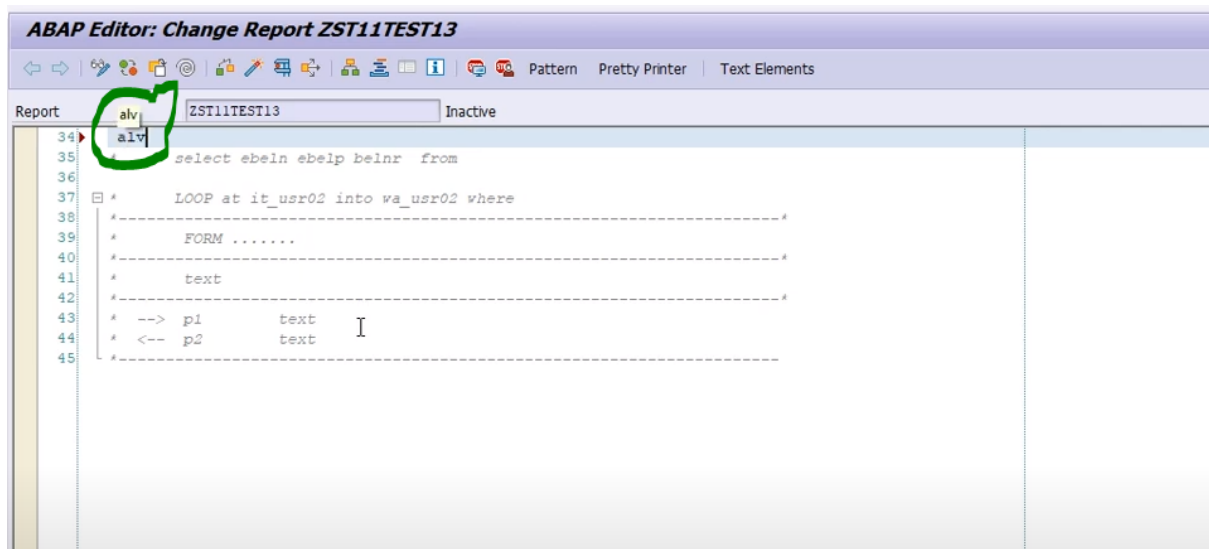 ABAP Editor: Change Report ZST11TEST13
Pattern Pretty Printer Text Elements
Report ZST11TEST13 Inactive
alv
34 alv
35 * select ebeln ebelp belnr from
36
37 * LOOP at it_usr02 into wa_usr02 where
38 *---------------------------------------------------------------------*
39 * FORM .......
40 *---------------------------------------------------------------------*
41 * text
42 *---------------------------------------------------------------------*
43 * --> p1 text
44 * <-- p2 text
45 *---------------------------------------------------------------------